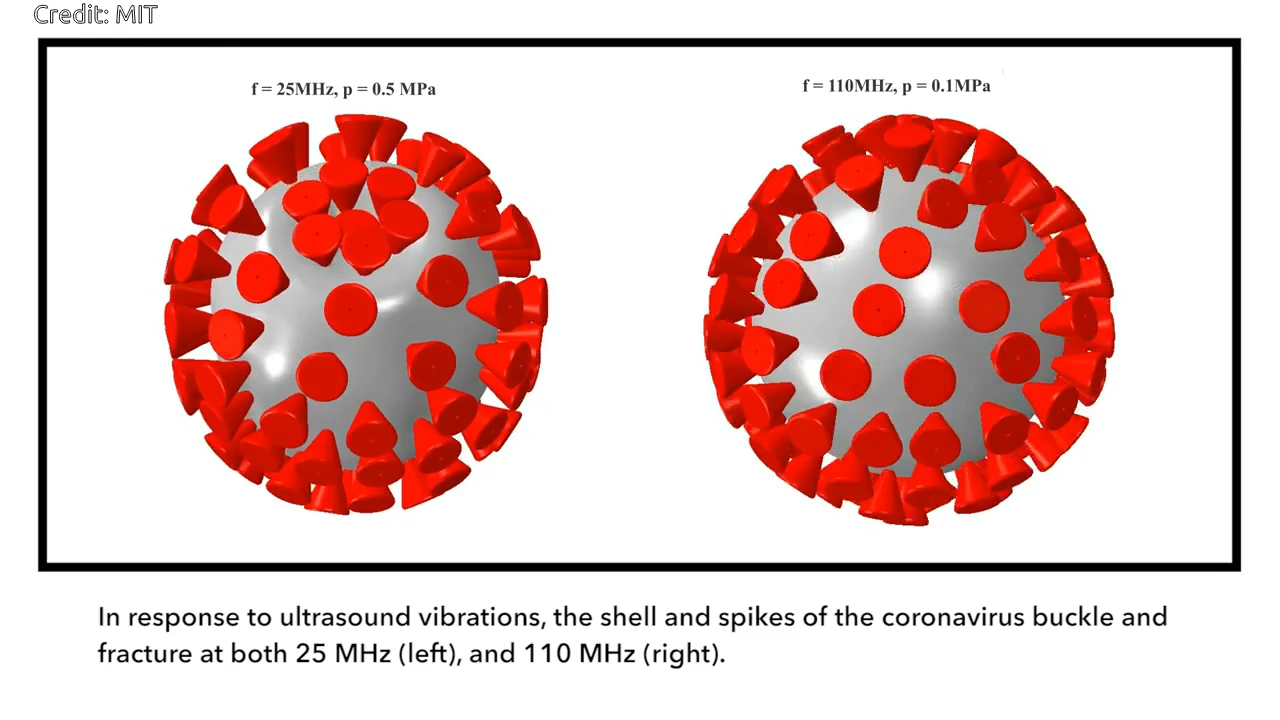 Credit: MIT
f = 25MHz, p = 0.5 MPa
f = 110MHz, p = 0.1MPa
In response to ultrasound vibrations, the shell and spikes of the coronavirus buckle and
fracture at both 25 MHz (left), and 110 MHz (right).